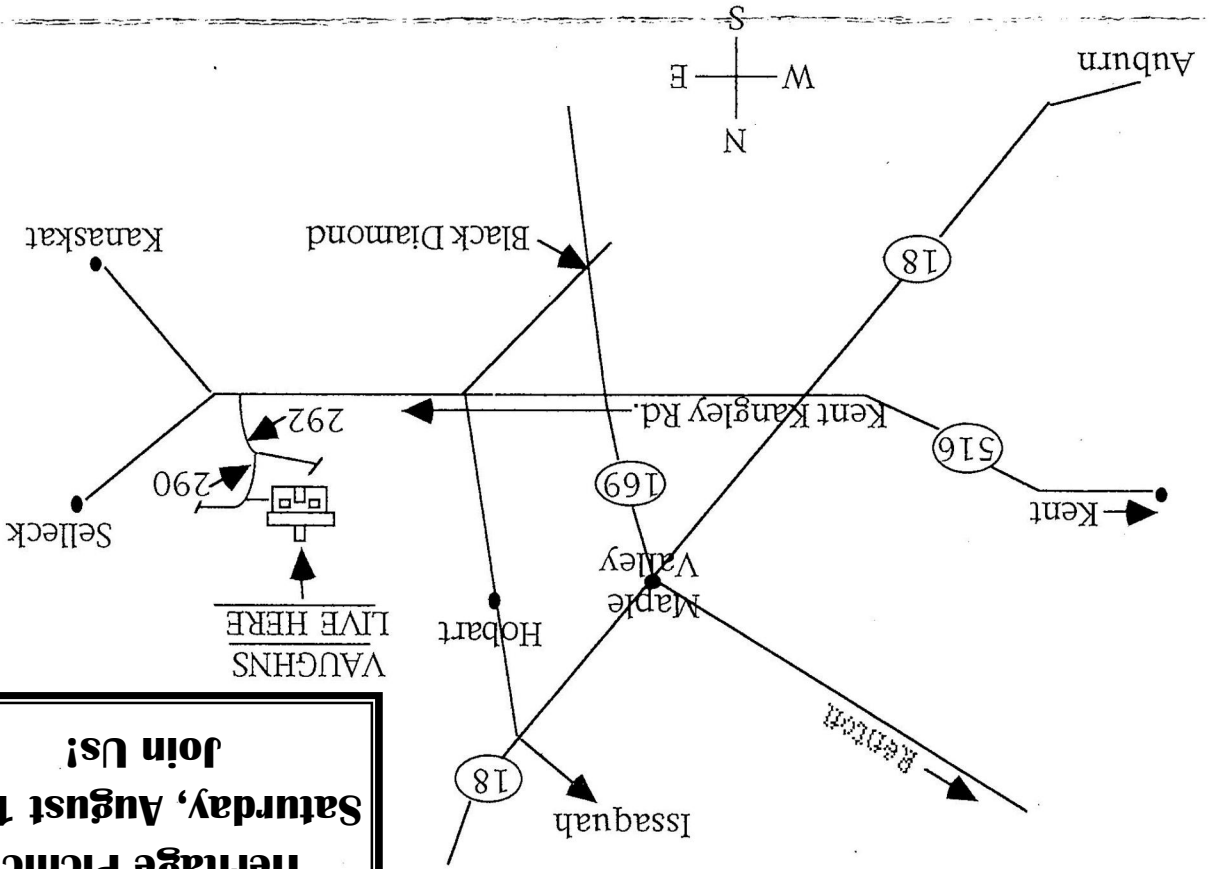 Heritage Picnic
Saturday, August 1
Join Us!
Issaquah
18
Renton
VAUGHNS
LIVE HERE
Hobart
Maple
Valley
Selleck
Kent
290
169
516
292
Kent Kangley Rd.
18
Kanaskat
Black Diamond
N
W
E
S
Auburn